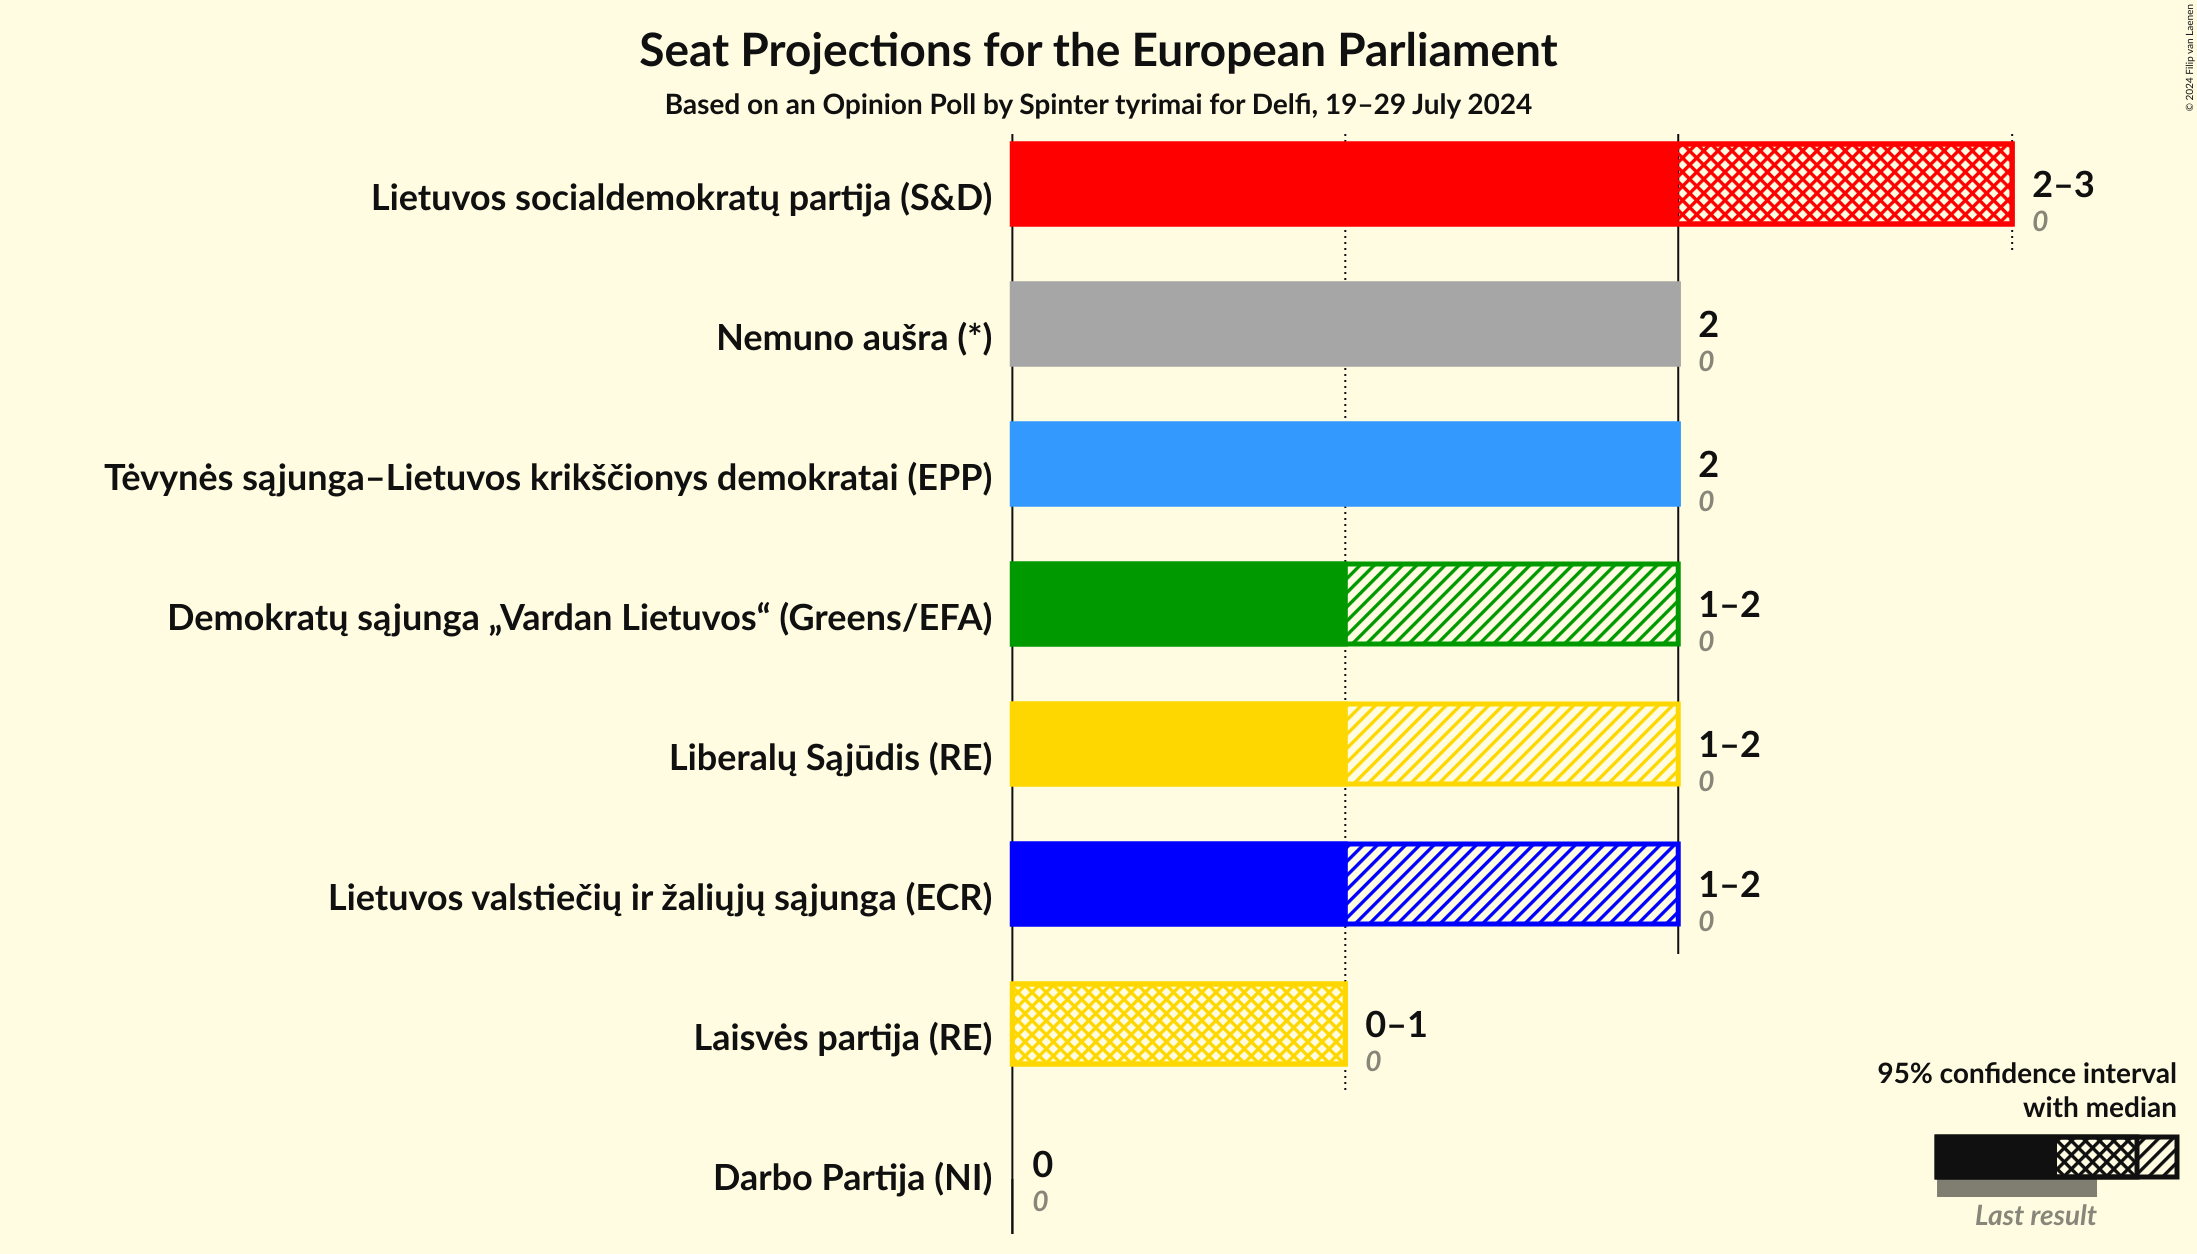 Seat Projections for the European Parliament
Based on an Opinion Poll by Spinter tyrimai for Delfi, 19–29 July 2024
© 2024 Filip van Laenen
Lietuvos socialdemokratų partija (S&D)
2–3
0
Nemuno aušra (*)
2
0
Tėvynės sąjunga–Lietuvos krikščionys demokratai (EPP)
2
0
Demokratų sąjunga „Vardan Lietuvos“ (Greens/EFA)
1–2
0
Liberalų Sąjūdis (RE)
1–2
0
Lietuvos valstiečių ir žaliųjų sąjunga (ECR)
1–2
0
Laisvės partija (RE)
0–1
0
Darbo Partija (NI)
0
0
95% confidence interval
with median
Last result